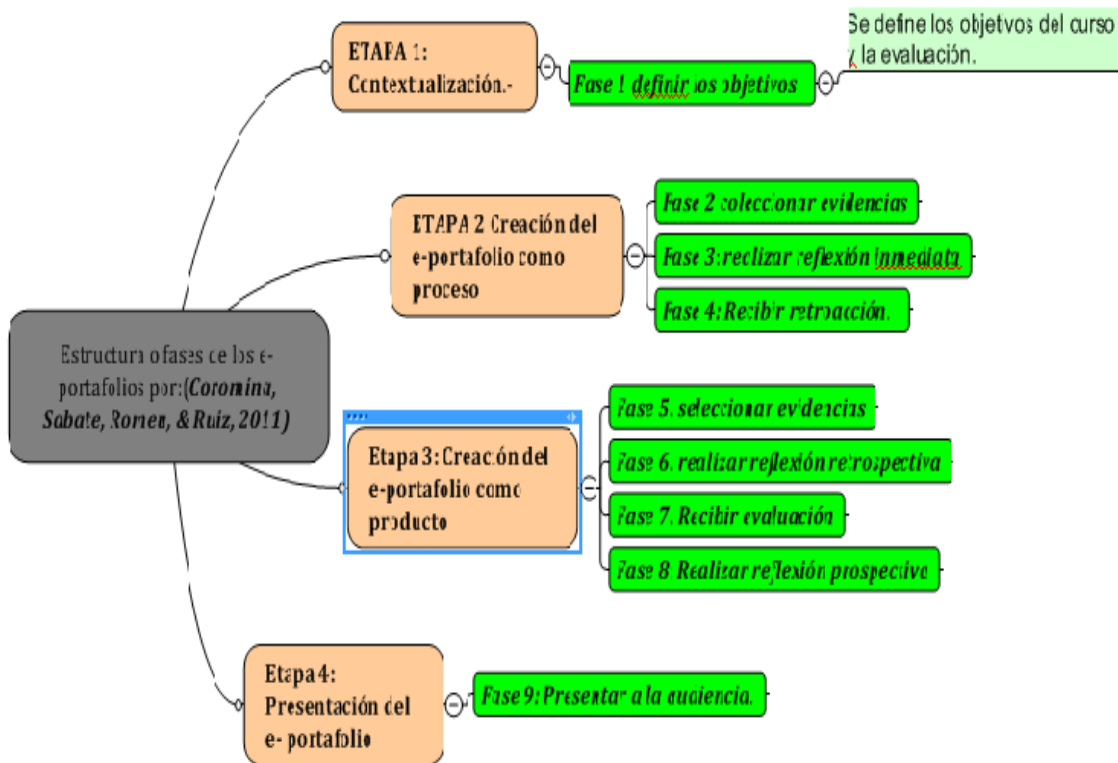 ETAPA 1:
Contextualización.-
Fase 1 definir los objetivos
Se define los objetivos del curso
y la evaluación.
ETAPA 2 Creación del
e-portafolio como
proceso
Fase 2 coleccionar evidencias
Fase 3: reclizar reflexión inmediata
Fase 4: Recibir retroacción.
Estructura o fases de los e-
portafolios por:(Coromina,
Sabate, Romeu, & Ruiz, 2011)
Etapa 3: Creación del
e-portafolio como
producto
Fase 5. seleccionar evidencias
Fase 6. realizar reflexión retrospectiva
Fase 7. Recibir evaluación
Fase 8 Realizar reflexión prospectiva
Etapa 4:
Presentación del
e- portafolio
Fase 9: Presentar a la audiencia.